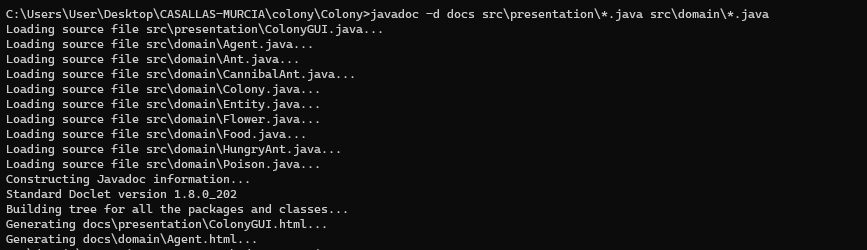 C:\Users\User\Desktop\CASALLAS-MURCIA\colony\Colony>javadoc -d docs src\presentation\*.java src\domain\*.java
Loading source file src\presentation\ColonyGUI.java...
Loading source file src\domain\Agent.java...
Loading source file src\domain\Ant.java...
Loading source file src\domain\CannibalAnt.java...
Loading source file src\domain\Colony.java...
Loading source file src\domain\Entity.java...
Loading source file src\domain\Flower.java...
Loading source file src\domain\Food.java...
Loading source file src\domain\HungryAnt.java...
Loading source file src\domain\Poison.java...
Constructing Javadoc information...
Standard Doclet version 1.8.0_202
Building tree for all the packages and classes...
Generating docs\presentation\ColonyGUI.html...
Generating docs\domain\Agent.html...